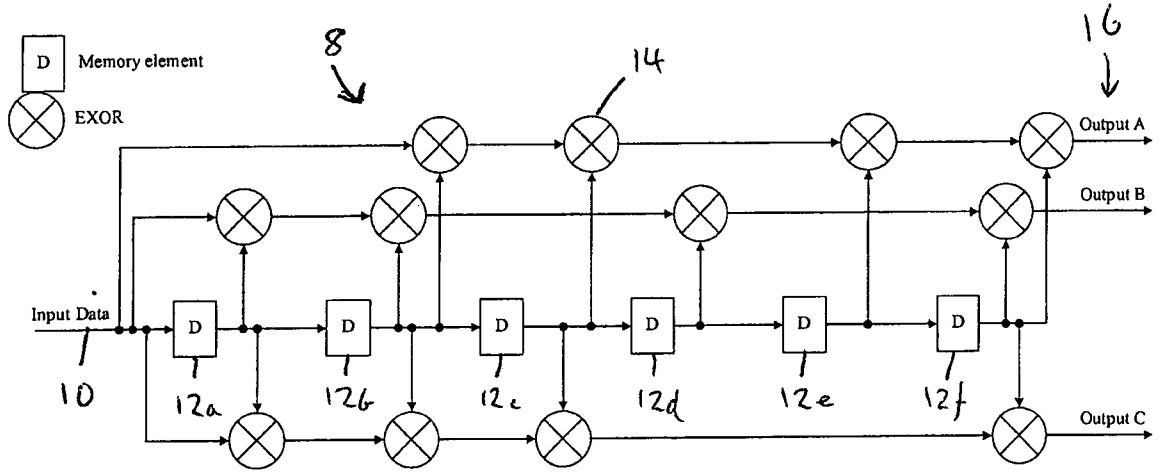 D Memory element
EXOR
8
14
16
Output A
Output B
Input Data
D D D D D D
10
12a 12b 12c 12d 12e 12f
Output C